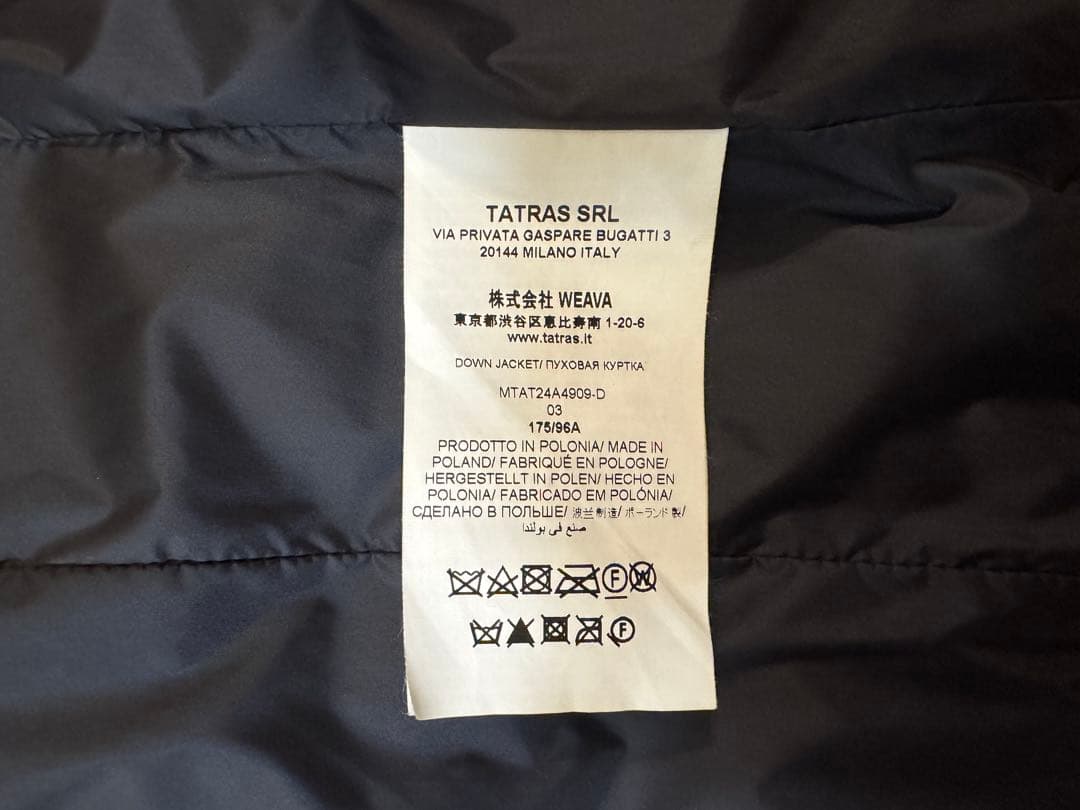 TATRAS SRL
VIA PRIVATA GASPARE BUGATTI 3
20144 MILANO ITALY
株式会社 WEAVA
東京都渋谷区恵比寿南 1-20-6
www.tatras.it
DOWN JACKET/ ПУХОВАЯ КУРТКА
MTAT24A4909-D
03
175/96A
PRODOTTO IN POLONIA/ MADE IN
POLAND/ FABRIQUÉ EN POLOGNE/
HERGESTELLT IN POLEN/ HECHO EN
POLONIA/ FABRICADO EM POLÓNIA/
СДЕЛАНО В ПОЛЬШЕ/ 波兰制造/ ポーランド製/
صنع في بولندا
F W
F